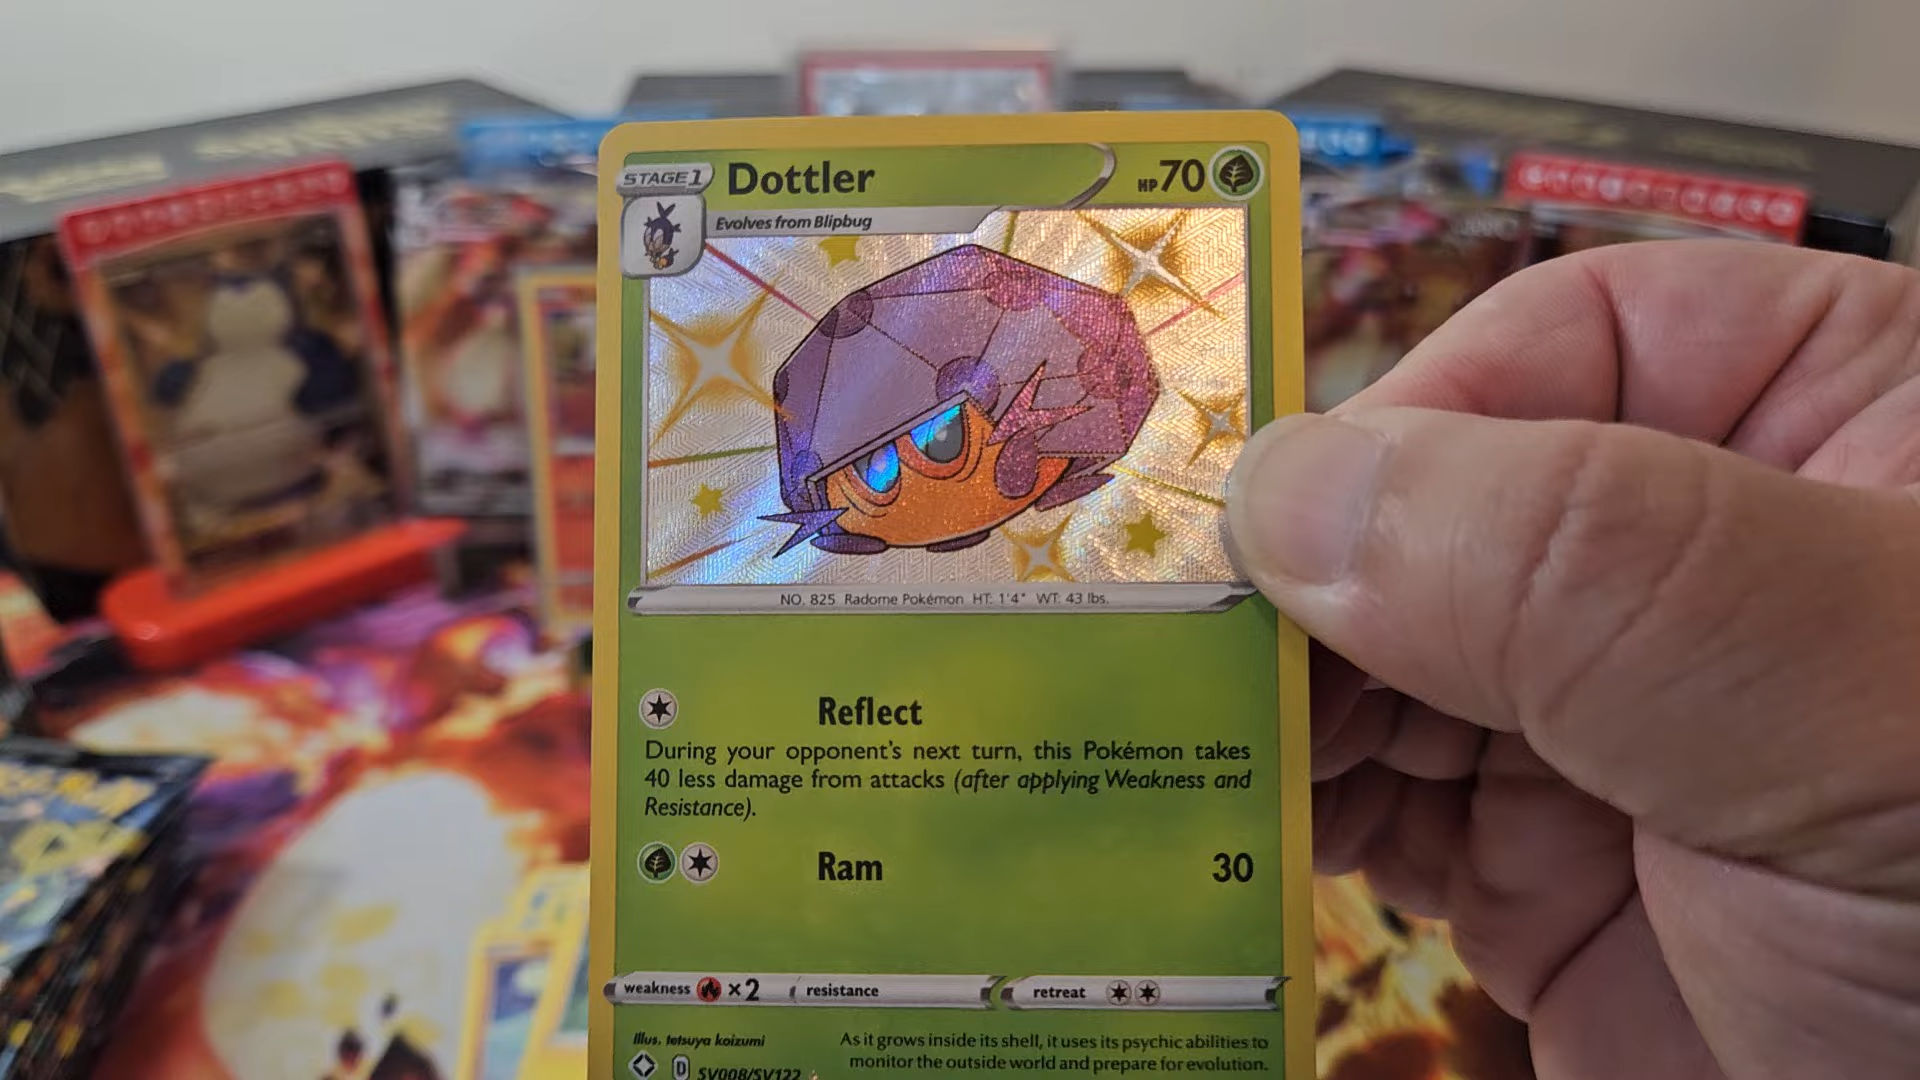 STAGE 1
Dottler
HP 70
Evolves from Blipbug
NO. 825 Radome Pokémon HT: 1'4" WT: 43 lbs.
Reflect
During your opponent's next turn, this Pokémon takes
40 less damage from attacks (after applying Weakness and
Resistance).
Ram 30
weakness ×2 resistance retreat
Illus. tetsuya koizumi
As it grows inside its shell, it uses its psychic abilities to
monitor the outside world and prepare for evolution.
D SV008/SV122